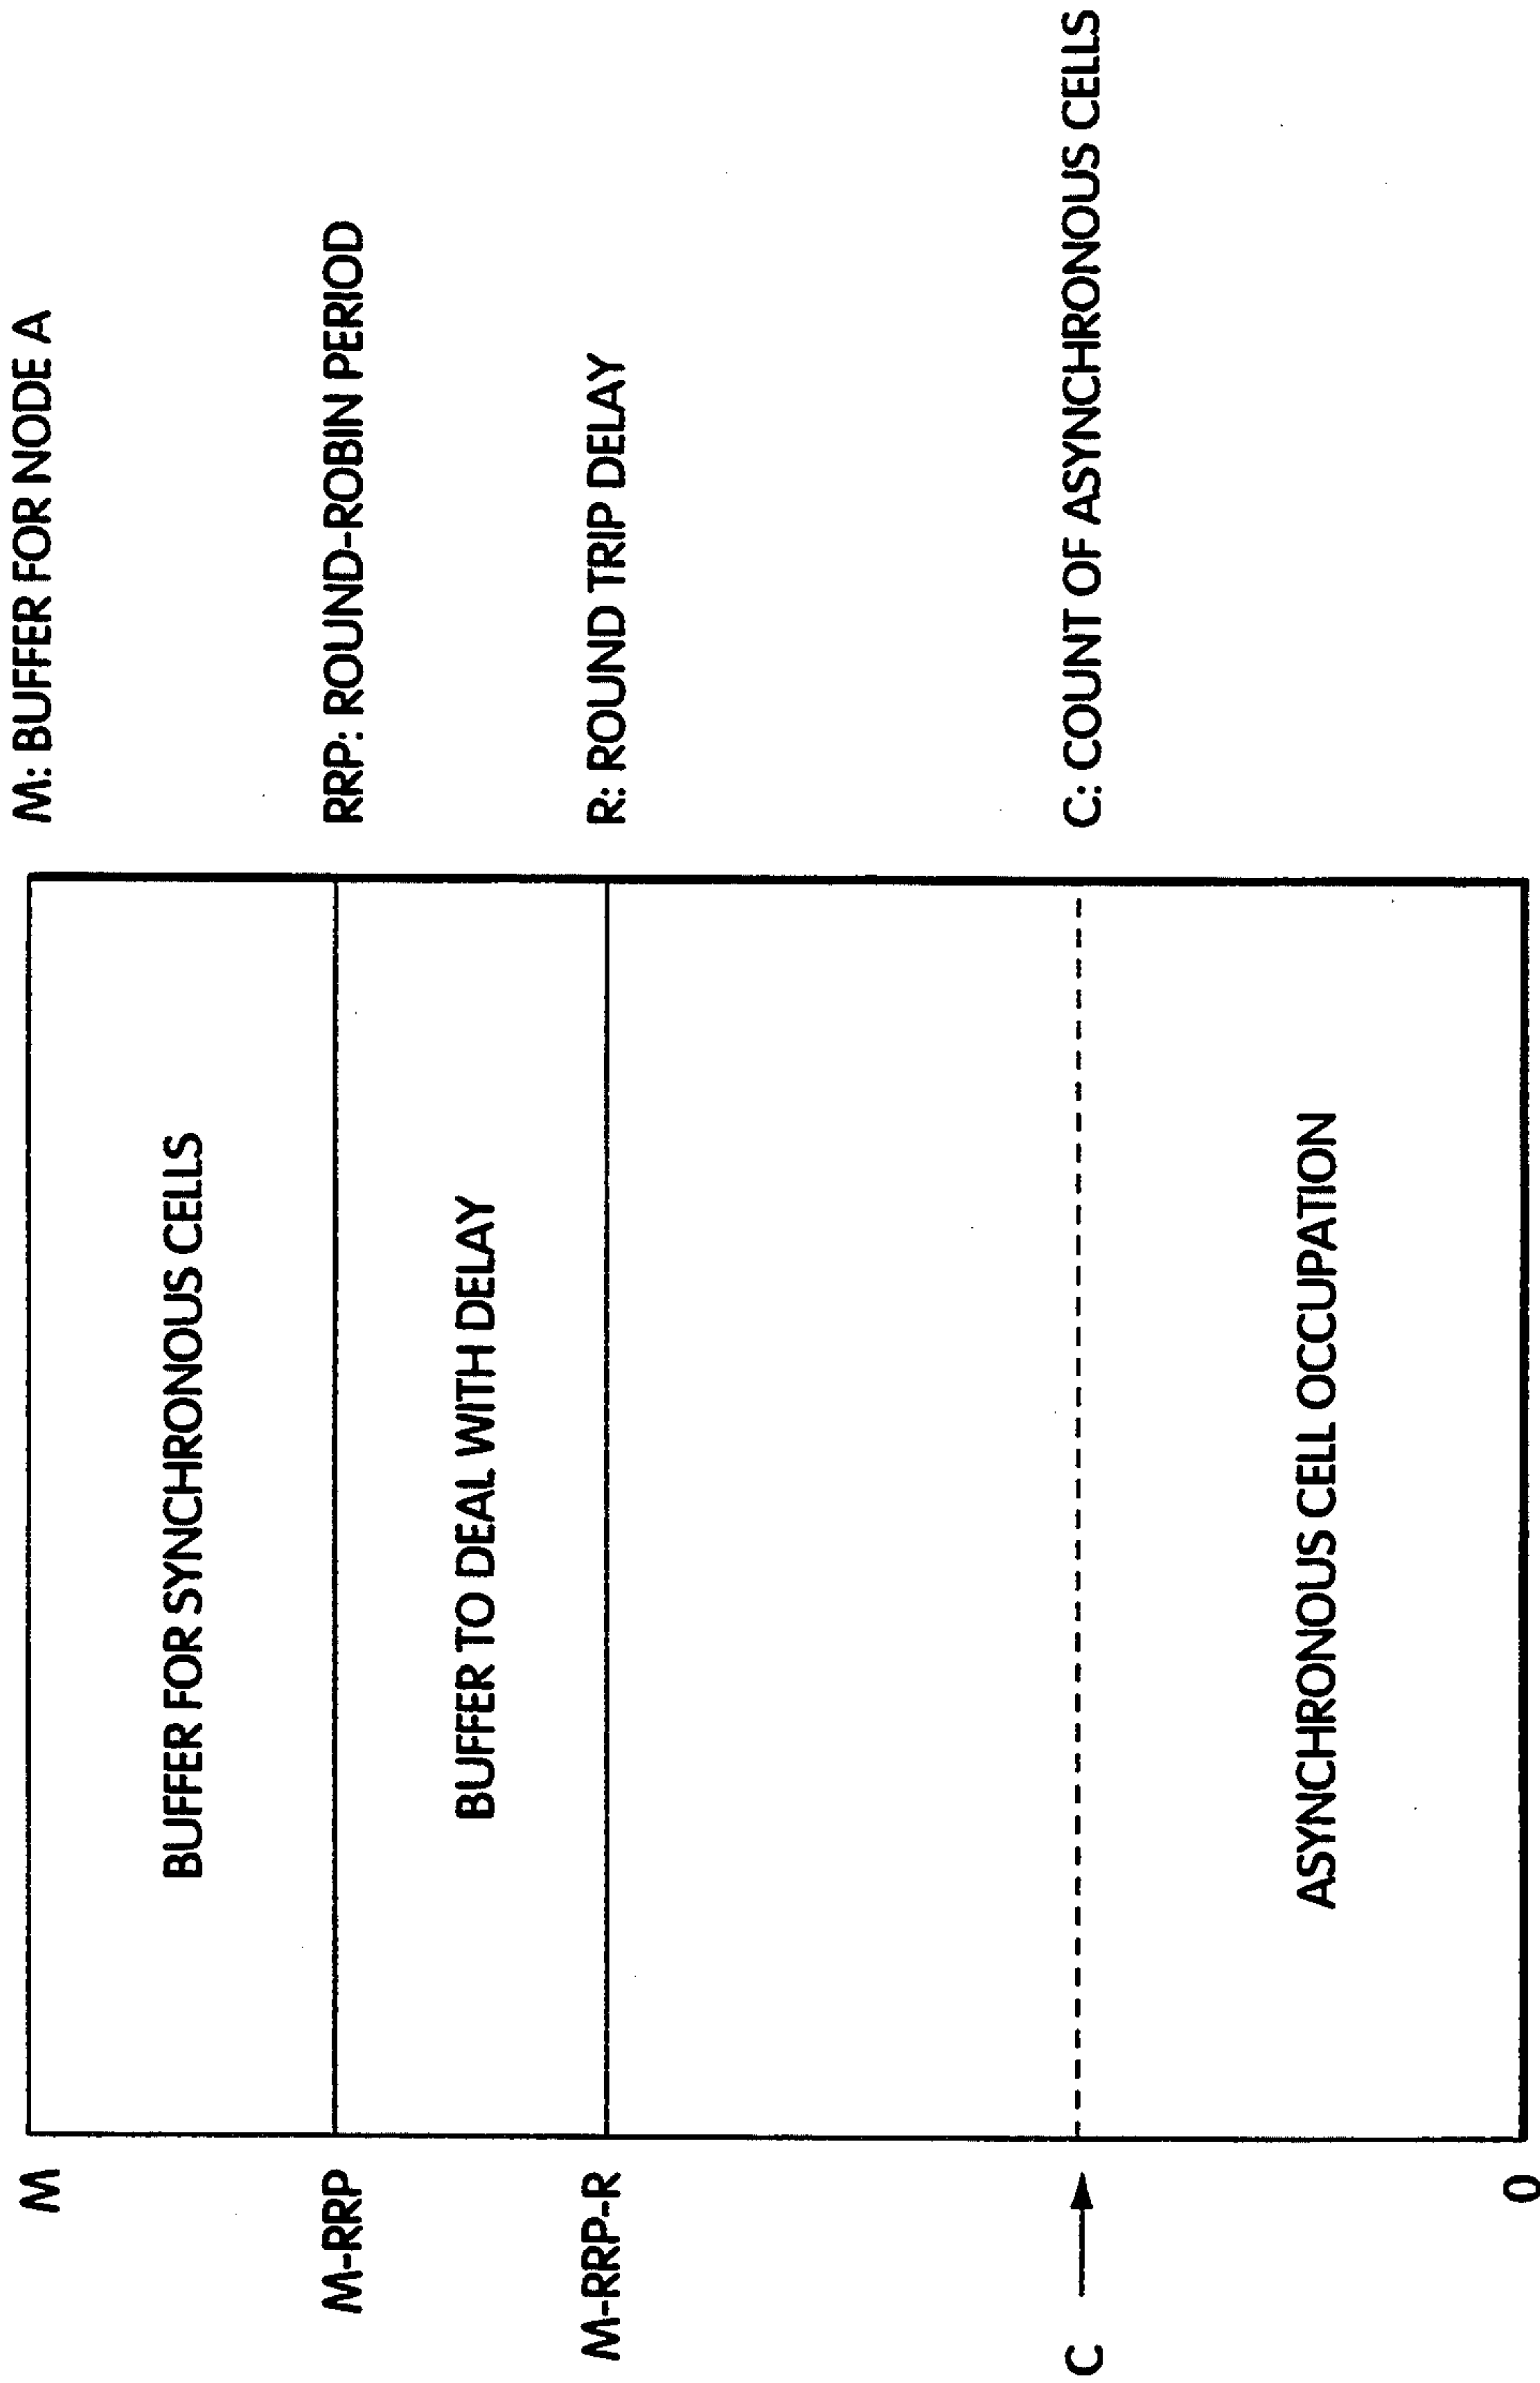 M
M: BUFFER FOR NODE A
BUFFER FOR SYNCHRONOUS CELLS
M-RRP
RRP: ROUND-ROBIN PERIOD
BUFFER TO DEAL WITH DELAY
M-RRP-R
R: ROUND TRIP DELAY
C
C: COUNT OF ASYNCHRONOUS CELLS
ASYNCHRONOUS CELL OCCUPATION
0